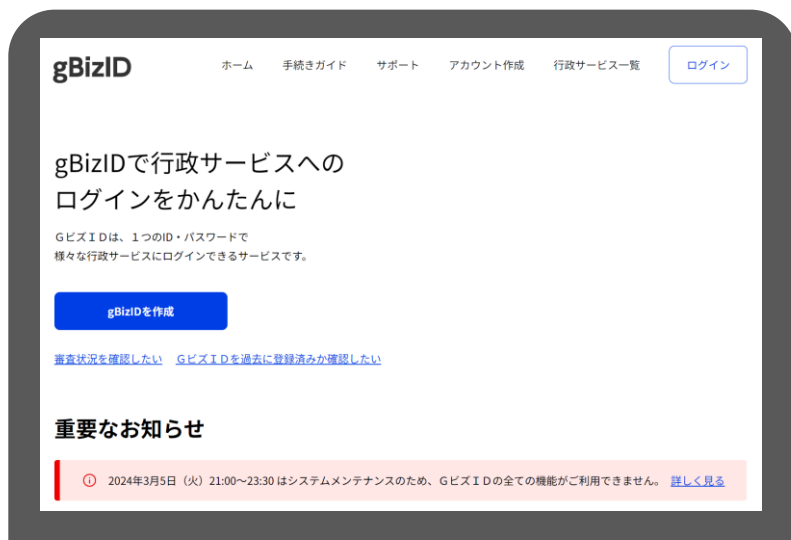 gBizID
ホーム 手続きガイド サポート アカウント作成 行政サービス一覧 ログイン
gBizIDで行政サービスへの
ログインをかんたんに
GビズＩＤは、１つのID・パスワードで
様々な行政サービスにログインできるサービスです。
gBizIDを作成
審査状況を確認したい ＧビズＩＤを過去に登録済みか確認したい
重要なお知らせ
2024年3月5日（火）21:00～23:30 はシステムメンテナンスのため、ＧビズＩＤの全ての機能がご利用できません。 詳しく見る